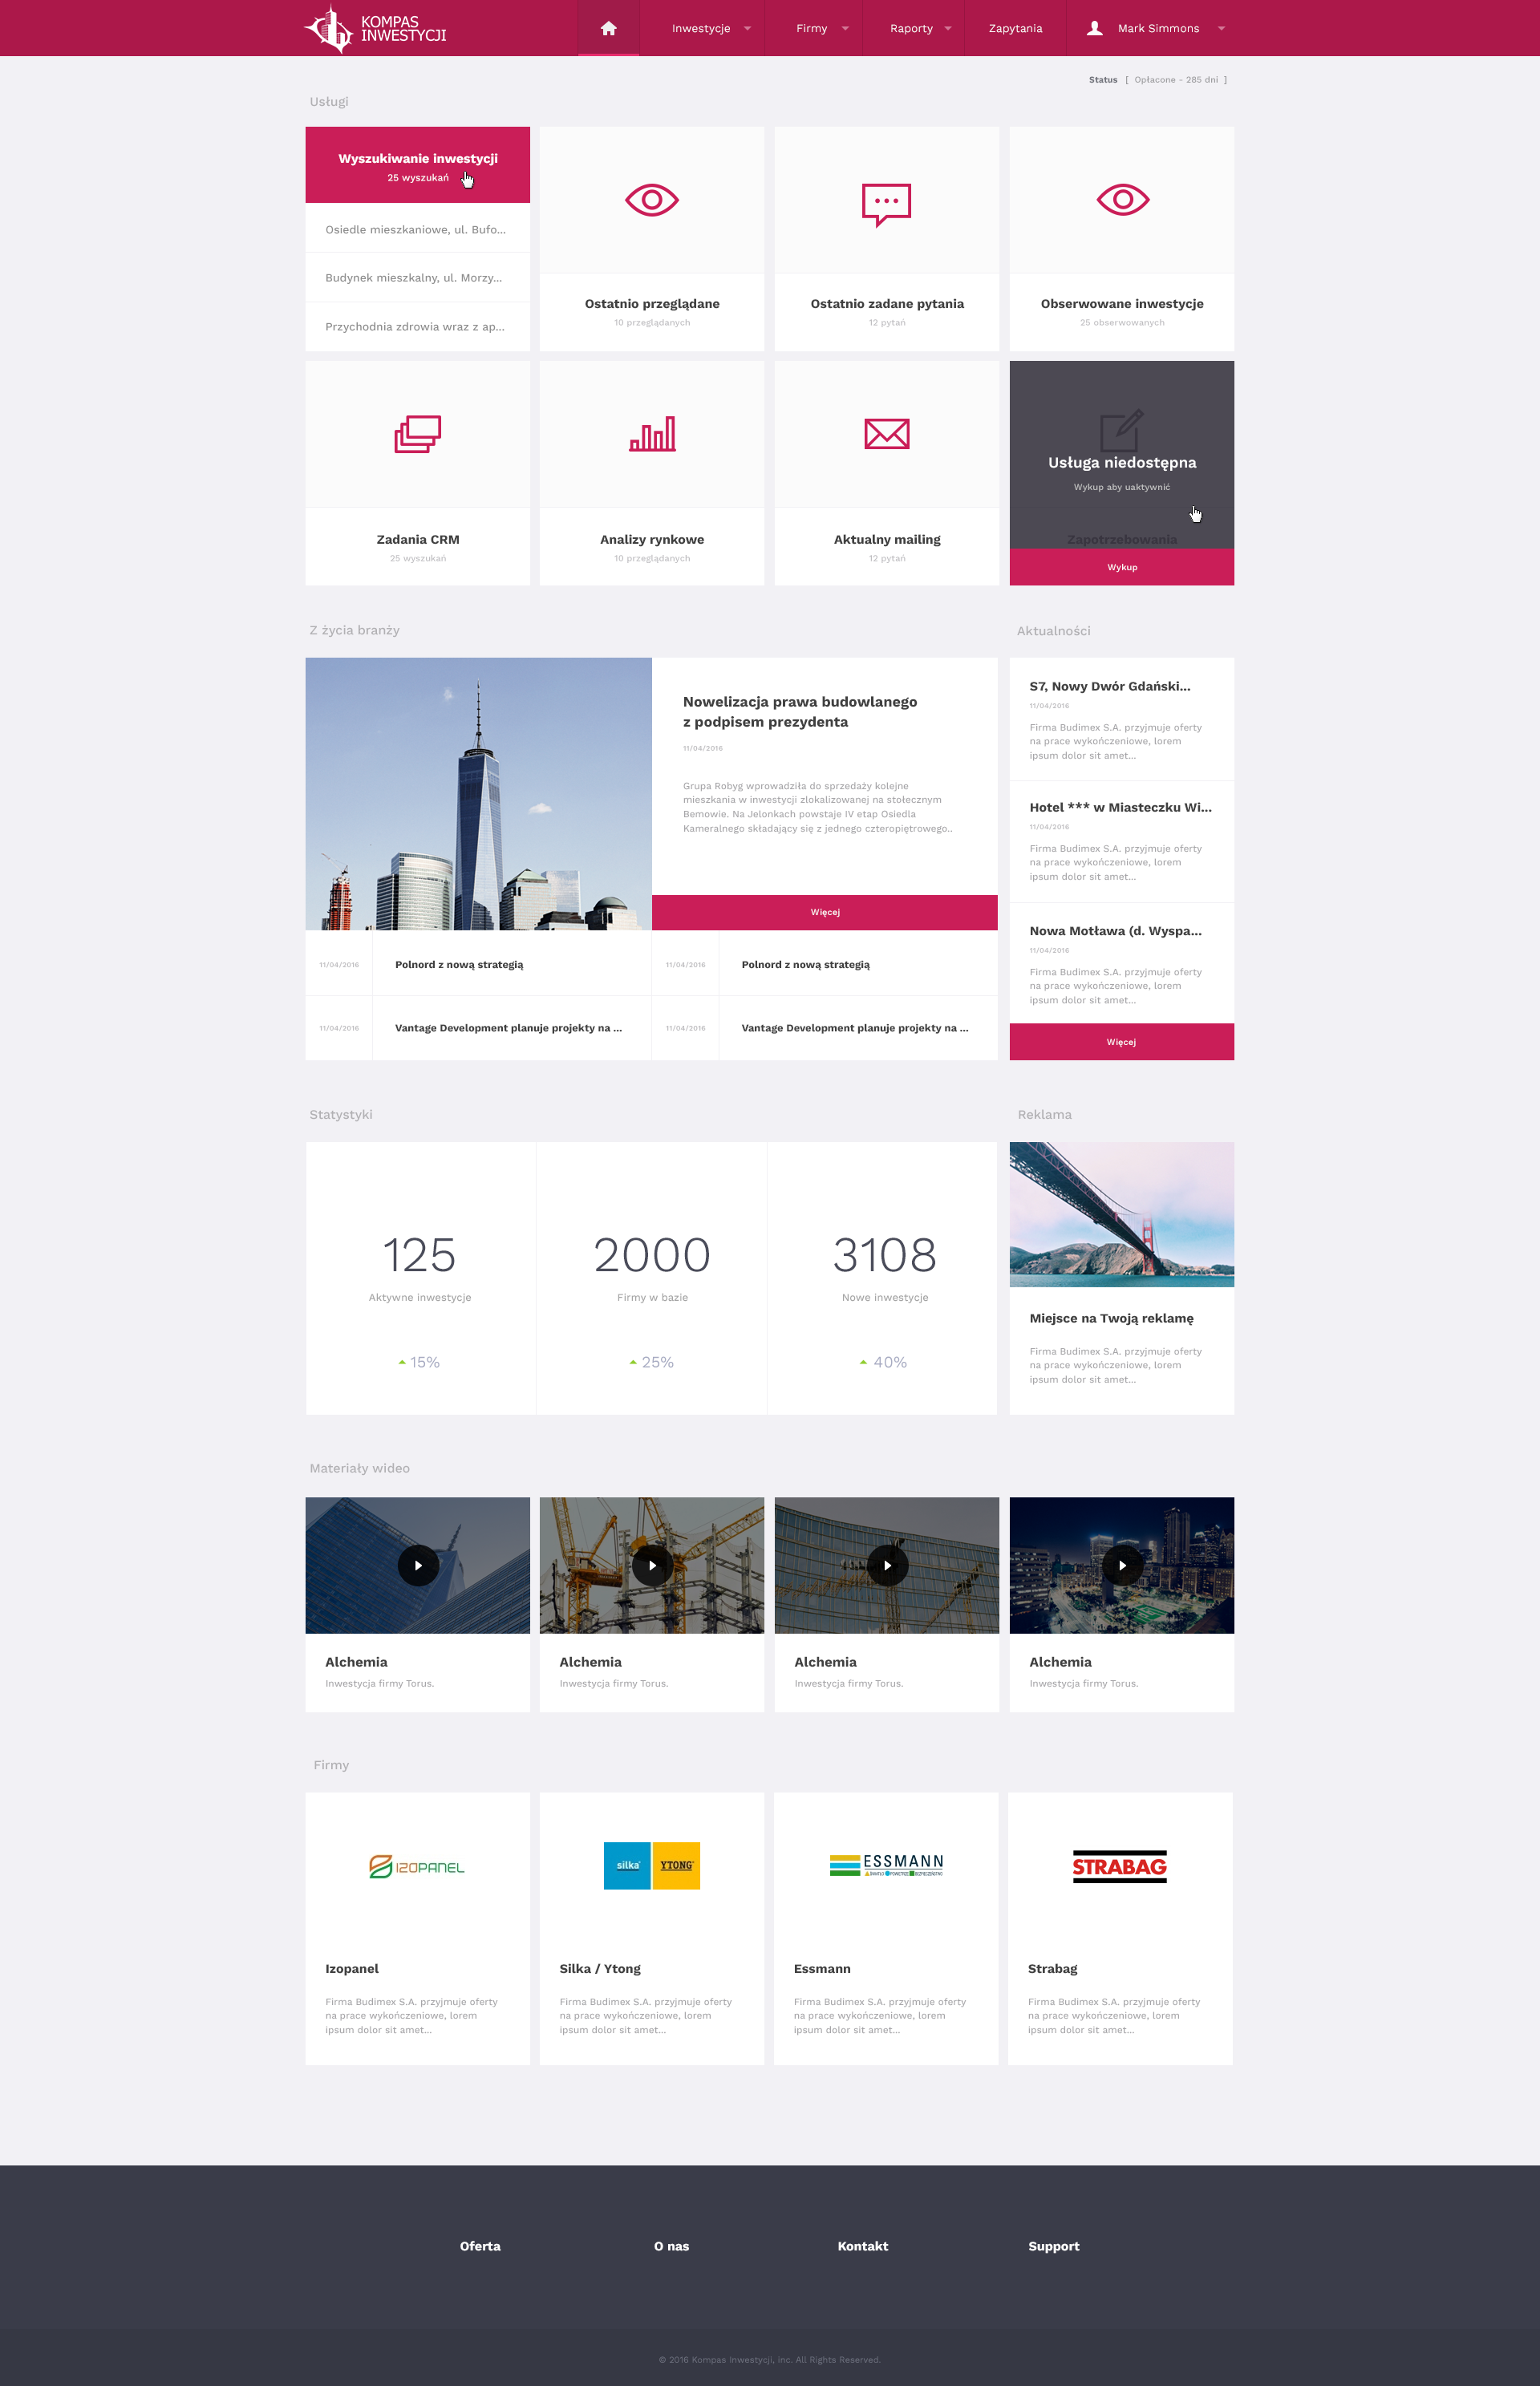 KOMPAS
INWESTYCJI
Inwestycje
Firmy
Raporty
Zapytania
Mark Simmons
Status [ Opłacone - 285 dni ]
Usługi
Wyszukiwanie inwestycji
25 wyszukań
Osiedle mieszkaniowe, ul. Bufo...
Budynek mieszkalny, ul. Morzy...
Przychodnia zdrowia wraz z ap...
Ostatnio przeglądane
10 przeglądanych
Ostatnio zadane pytania
12 pytań
Obserwowane inwestycje
25 obserwowanych
Zadania CRM
25 wyszukań
Analizy rynkowe
10 przeglądanych
Aktualny mailing
12 pytań
Usługa niedostępna
Wykup aby uaktywnić
Zapotrzebowania
Wykup
Z życia branży
Nowelizacja prawa budowlanego
z podpisem prezydenta
11/04/2016
Grupa Robyg wprowadziła do sprzedaży kolejne
mieszkania w inwestycji zlokalizowanej na stołecznym
Bemowie. Na Jelonkach powstaje IV etap Osiedla
Kameralnego składający się z jednego czteropiętrowego..
Więcej
11/04/2016
Polnord z nową strategią
11/04/2016
Polnord z nową strategią
11/04/2016
Vantage Development planuje projekty na ...
11/04/2016
Vantage Development planuje projekty na ...
Aktualności
S7, Nowy Dwór Gdański...
11/04/2016
Firma Budimex S.A. przyjmuje oferty
na prace wykończeniowe, lorem
ipsum dolor sit amet...
Hotel *** w Miasteczku Wi...
11/04/2016
Firma Budimex S.A. przyjmuje oferty
na prace wykończeniowe, lorem
ipsum dolor sit amet...
Nowa Motława (d. Wyspa...
11/04/2016
Firma Budimex S.A. przyjmuje oferty
na prace wykończeniowe, lorem
ipsum dolor sit amet...
Więcej
Statystyki
125
Aktywne inwestycje
15%
2000
Firmy w bazie
25%
3108
Nowe inwestycje
40%
Reklama
Miejsce na Twoją reklamę
Firma Budimex S.A. przyjmuje oferty
na prace wykończeniowe, lorem
ipsum dolor sit amet...
Materiały wideo
Alchemia
Inwestycja firmy Torus.
Alchemia
Inwestycja firmy Torus.
Alchemia
Inwestycja firmy Torus.
Alchemia
Inwestycja firmy Torus.
Firmy
IZOPANEL
Izopanel
Firma Budimex S.A. przyjmuje oferty
na prace wykończeniowe, lorem
ipsum dolor sit amet...
silka
YTONG
Silka / Ytong
Firma Budimex S.A. przyjmuje oferty
na prace wykończeniowe, lorem
ipsum dolor sit amet...
ESSMANN
Essmann
Firma Budimex S.A. przyjmuje oferty
na prace wykończeniowe, lorem
ipsum dolor sit amet...
STRABAG
Strabag
Firma Budimex S.A. przyjmuje oferty
na prace wykończeniowe, lorem
ipsum dolor sit amet...
Oferta
O nas
Kontakt
Support
© 2016 Kompas Inwestycji, Inc. All Rights Reserved.